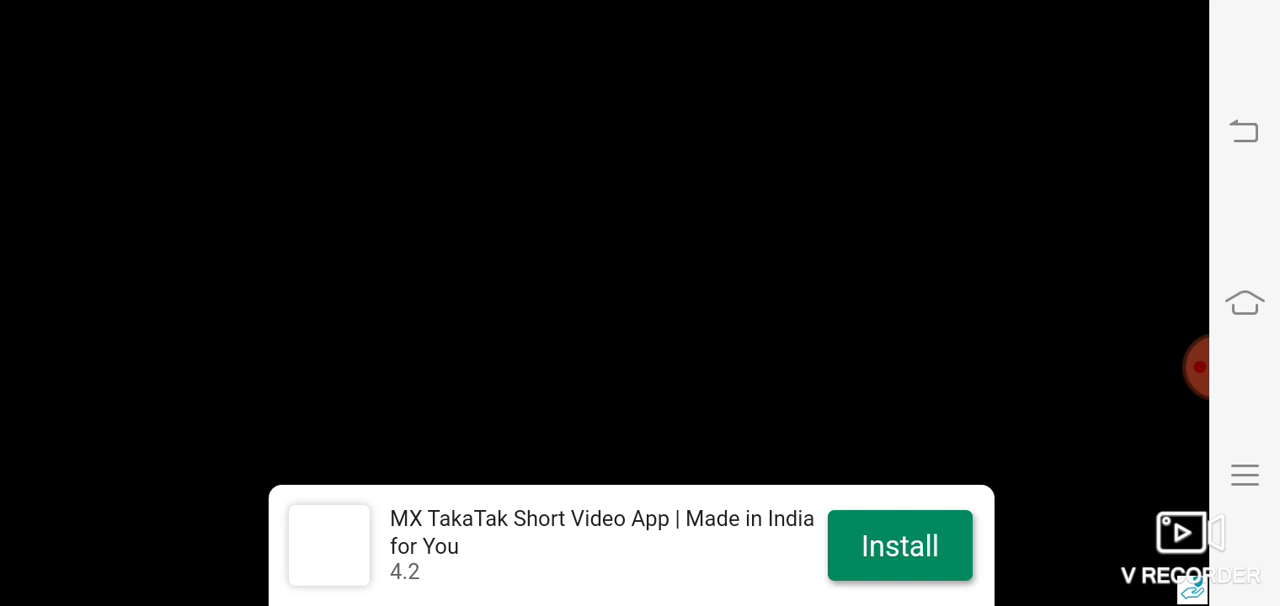 MX TakaTak Short Video App | Made in India
for You
4.2
Install
V RECORDER